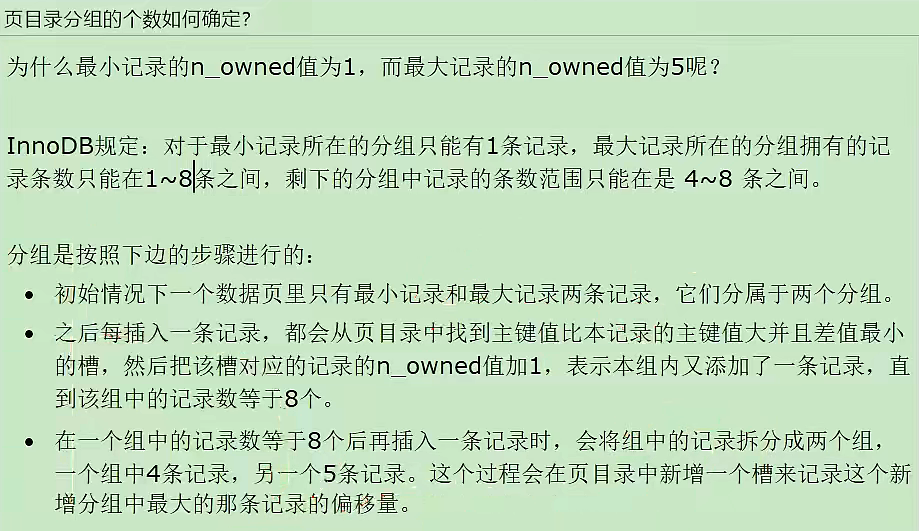 页目录分组的个数如何确定？
为什么最小记录的n_owned值为1，而最大记录的n_owned值为5呢？
InnoDB规定：对于最小记录所在的分组只能有1条记录，最大记录所在的分组拥有的记
录条数只能在1~8条之间，剩下的分组中记录的条数范围只能在是 4~8 条之间。
分组是按照下边的步骤进行的：
• 初始情况下一个数据页里只有最小记录和最大记录两条记录，它们分属于两个分组。
• 之后每插入一条记录，都会从页目录中找到主键值比本记录的主键值大并且差值最小
的槽，然后把该槽对应的记录的n_owned值加1，表示本组内又添加了一条记录，直
到该组中的记录数等于8个。
• 在一个组中的记录数等于8个后再插入一条记录时，会将组中的记录拆分成两个组，
一个组中4条记录，另一个5条记录。这个过程会在页目录中新增一个槽来记录这个新
增分组中最大的那条记录的偏移量。